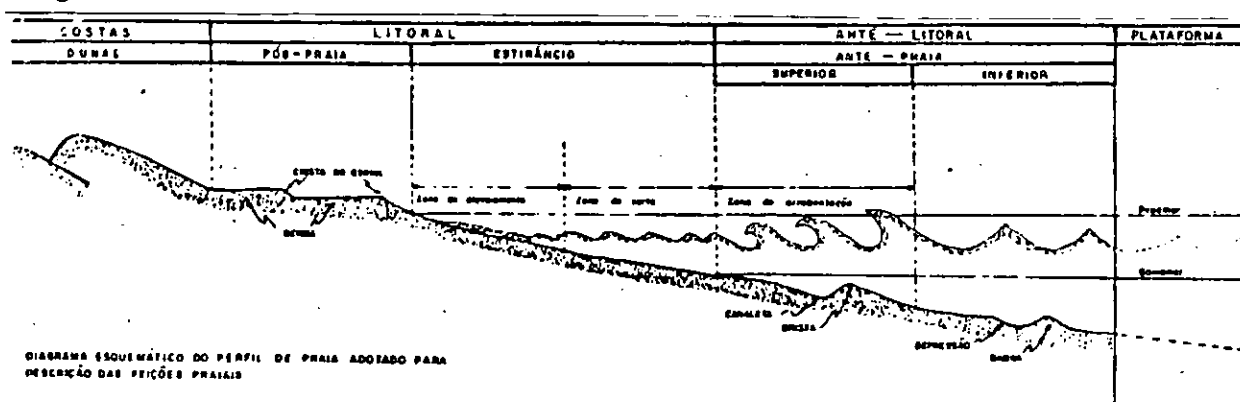 COSTAS LITORAL ANTE — LITORAL PLATAFORMA
DUNAS PÓS-PRAIA ESTIRÂNCIO ANTE — PRAIA
SUPERIOR INFERIOR
CRISTA DO BERMA
Zona de espraiamento Zona de surfe Zona de arrebentação
Preamar
BERMA
Baixamar
CANALETA CRISTA
DEPRESSÃO BARRA
DIAGRAMA ESQUEMÁTICO DO PERFIL DE PRAIA ADOTADO PARA
DESCRIÇÃO DAS FEIÇÕES PRAIAIS